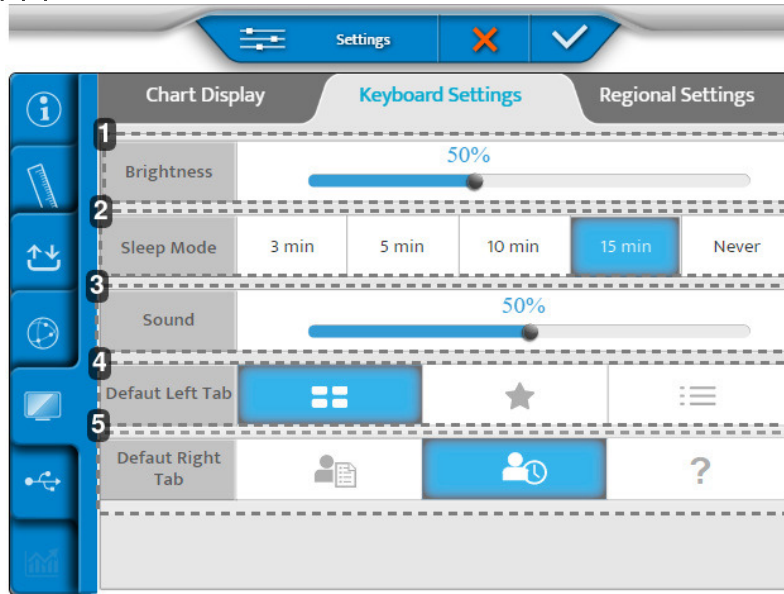 Settings
Chart Display Keyboard Settings Regional Settings
1
50%
Brightness
2
Sleep Mode 3 min 5 min 10 min 15 min Never
3
50%
Sound
4
Defaut Left Tab
5
Defaut Right
Tab
?